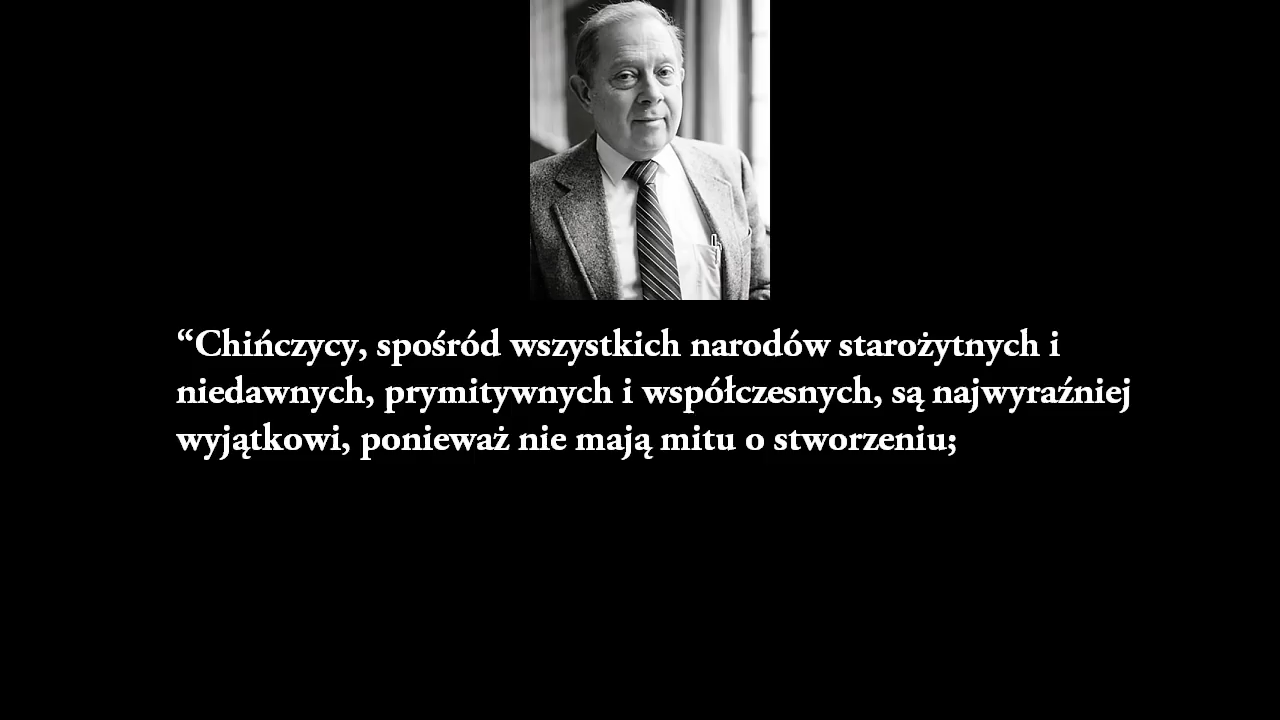 “Chińczycy, spośród wszystkich narodów starożytnych i
niedawnych, prymitywnych i współczesnych, są najwyraźniej
wyjątkowi, ponieważ nie mają mitu o stworzeniu;